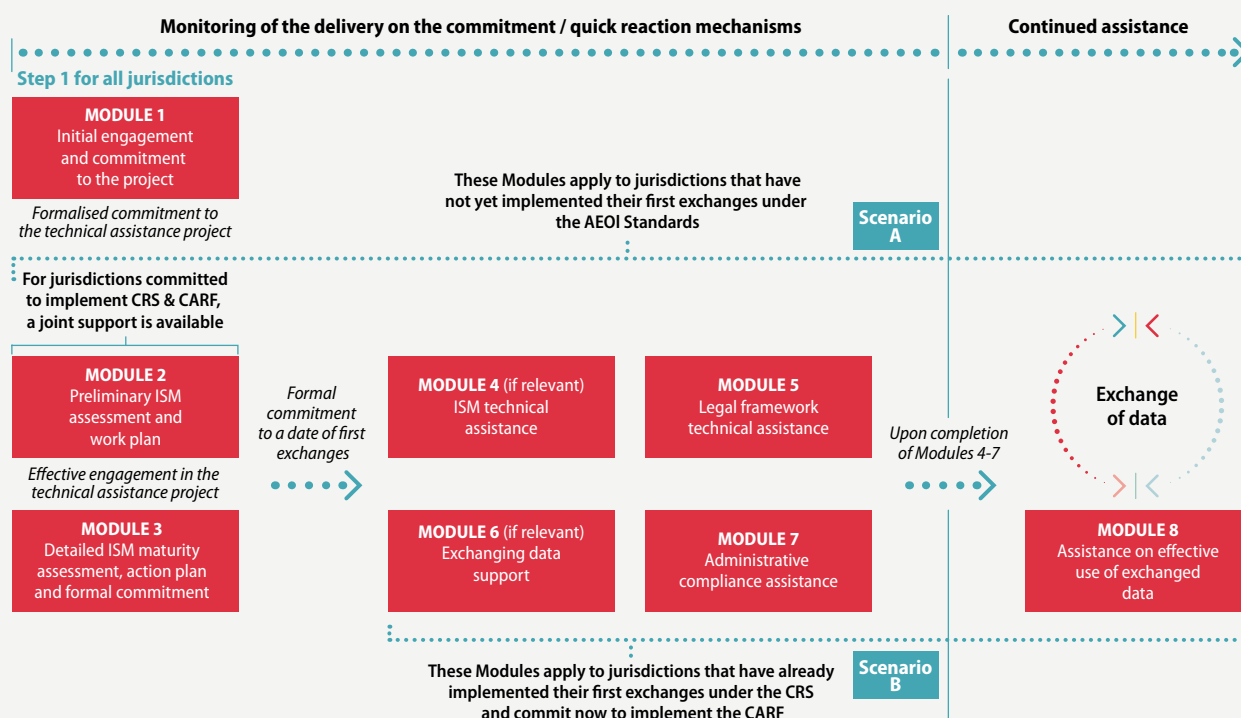 Monitoring of the delivery on the commitment / quick reaction mechanisms
Continued assistance
Step 1 for all jurisdictions
MODULE 1
Initial engagement
and commitment
to the project
Formalised commitment to
the technical assistance project
These Modules apply to jurisdictions that have
not yet implemented their first exchanges under
the AEOI Standards
Scenario
A
For jurisdictions committed
to implement CRS & CARF,
a joint support is available
MODULE 2
Preliminary ISM
assessment and
work plan
Effective engagement in the
technical assistance project
MODULE 3
Detailed ISM maturity
assessment, action plan
and formal commitment
Formal
commitment
to a date of first
exchanges
MODULE 4 (if relevant)
ISM technical
assistance
MODULE 5
Legal framework
technical assistance
MODULE 6 (if relevant)
Exchanging data
support
MODULE 7
Administrative
compliance assistance
Upon completion
of Modules 4-7
Exchange
of data
MODULE 8
Assistance on effective
use of exchanged
data
These Modules apply to jurisdictions that have already
implemented their first exchanges under the CRS
and commit now to implement the CARF
Scenario
B